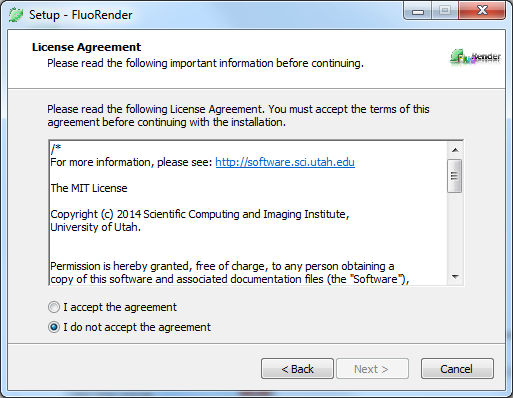 Setup - FluoRender
License Agreement
Please read the following important information before continuing.
FluoRender
Please read the following License Agreement. You must accept the terms of this
agreement before continuing with the installation.
/*
For more information, please see: http://software.sci.utah.edu
The MIT License
Copyright (c) 2014 Scientific Computing and Imaging Institute,
University of Utah.
Permission is hereby granted, free of charge, to any person obtaining a
copy of this software and associated documentation files (the "Software"),
I accept the agreement
I do not accept the agreement
< Back
Next >
Cancel